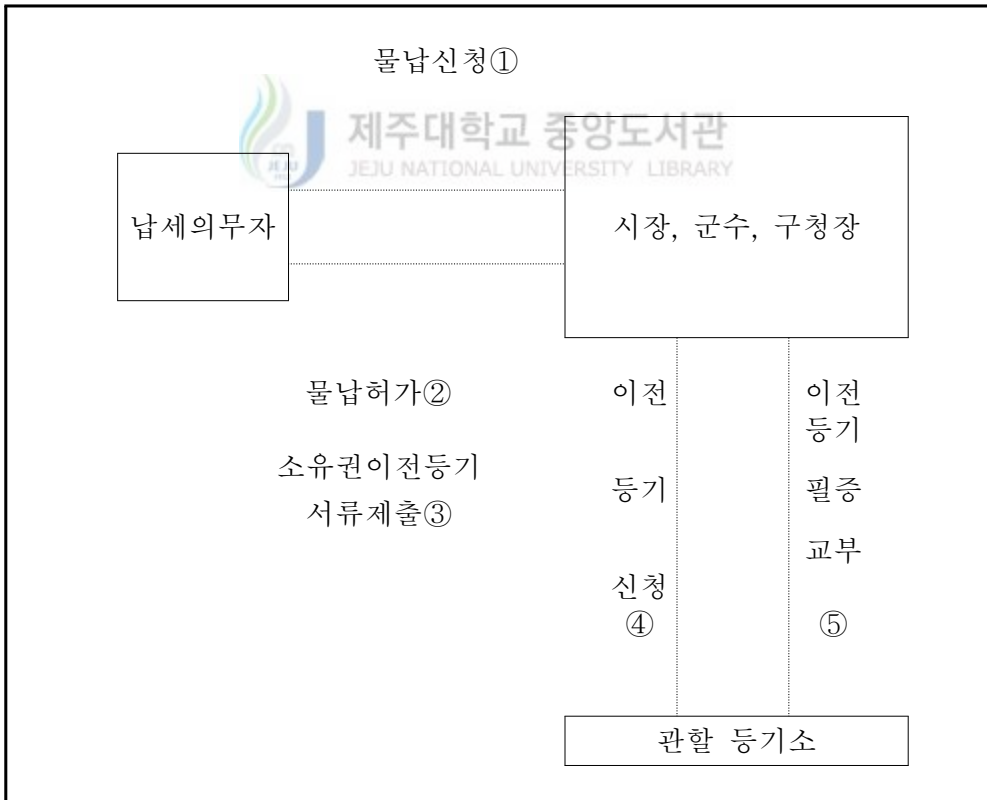 물납신청①
제주대학교 중앙도서관
JEJU NATIONAL UNIVERSITY LIBRARY
JEJU
1952
납세의무자
시장, 군수, 구청장
물납허가②
소유권이전등기
서류제출③
이전
등기
신청
④
이전
등기
필증
교부
⑤
관할 등기소